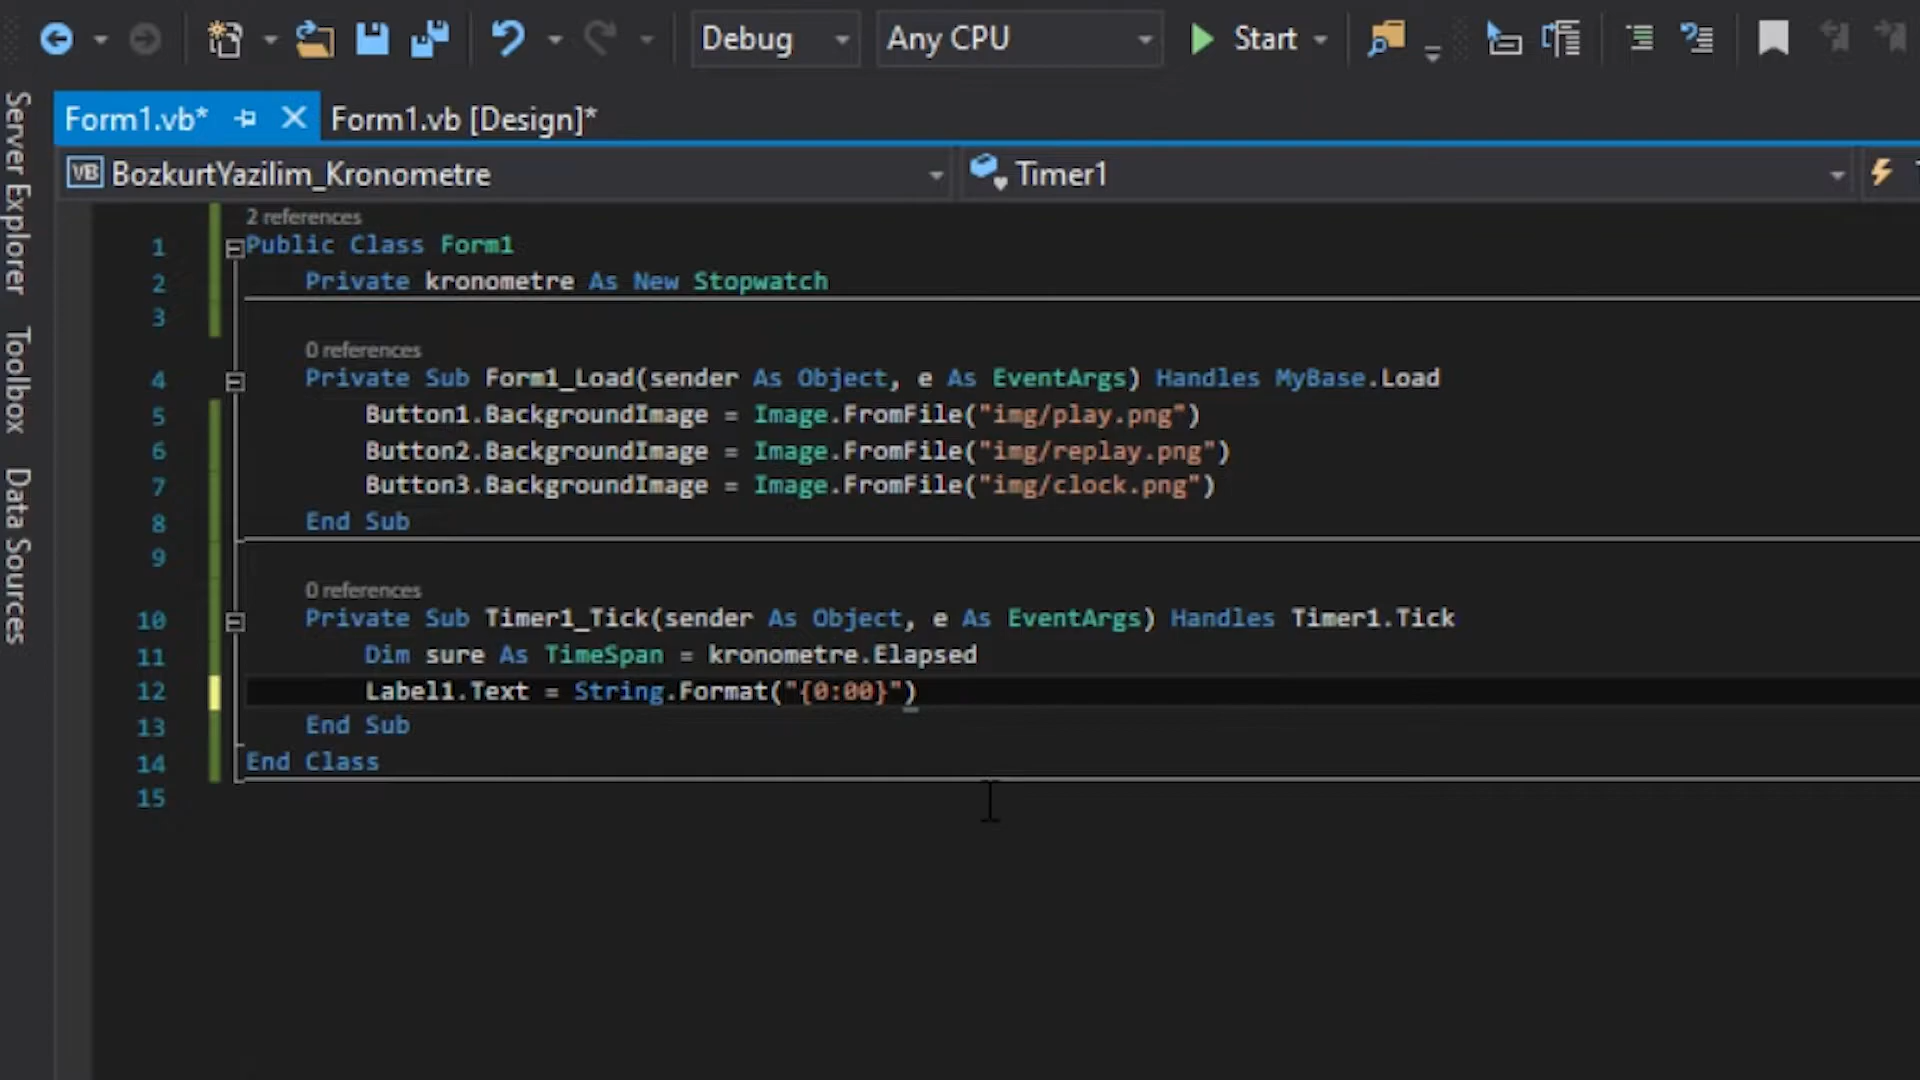 Debug
Any CPU
Start
Server Explorer
Toolbox
Data Sources
Form1.vb*
Form1.vb [Design]*
VB BozkurtYazilim_Kronometre
Timer1
2 references
1 Public Class Form1
2 Private kronometre As New Stopwatch
3
0 references
4 Private Sub Form1_Load(sender As Object, e As EventArgs) Handles MyBase.Load
5 Button1.BackgroundImage = Image.FromFile("img/play.png")
6 Button2.BackgroundImage = Image.FromFile("img/replay.png")
7 Button3.BackgroundImage = Image.FromFile("img/clock.png")
8 End Sub
9
0 references
10 Private Sub Timer1_Tick(sender As Object, e As EventArgs) Handles Timer1.Tick
11 Dim sure As TimeSpan = kronometre.Elapsed
12 Label1.Text = String.Format("{0:00}")
13 End Sub
14 End Class
15